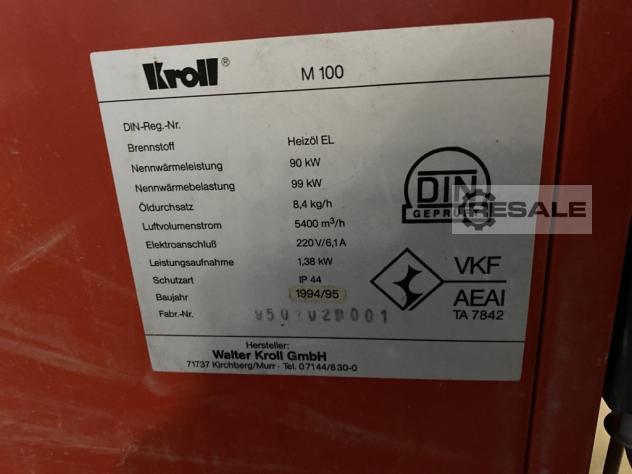 Kroll® M 100
DIN-Reg.-Nr.
Brennstoff Heizöl EL
Nennwärmeleistung 90 kW
Nennwärmebelastung 99 kW
Öldurchsatz 8,4 kg/h
Luftvolumenstrom 5400 m³/h
Elektroanschluß 220 V/6,1 A
Leistungsaufnahme 1,38 kW
Schutzart IP 44
Baujahr 1994/95
Fabr.-Nr.
DIN
GEPRÜFT
RESALE
VKF
AEAI
TA 7842
Hersteller:
Walter Kroll GmbH
71737 Kirchberg/Murr · Tel. 07144/830-0